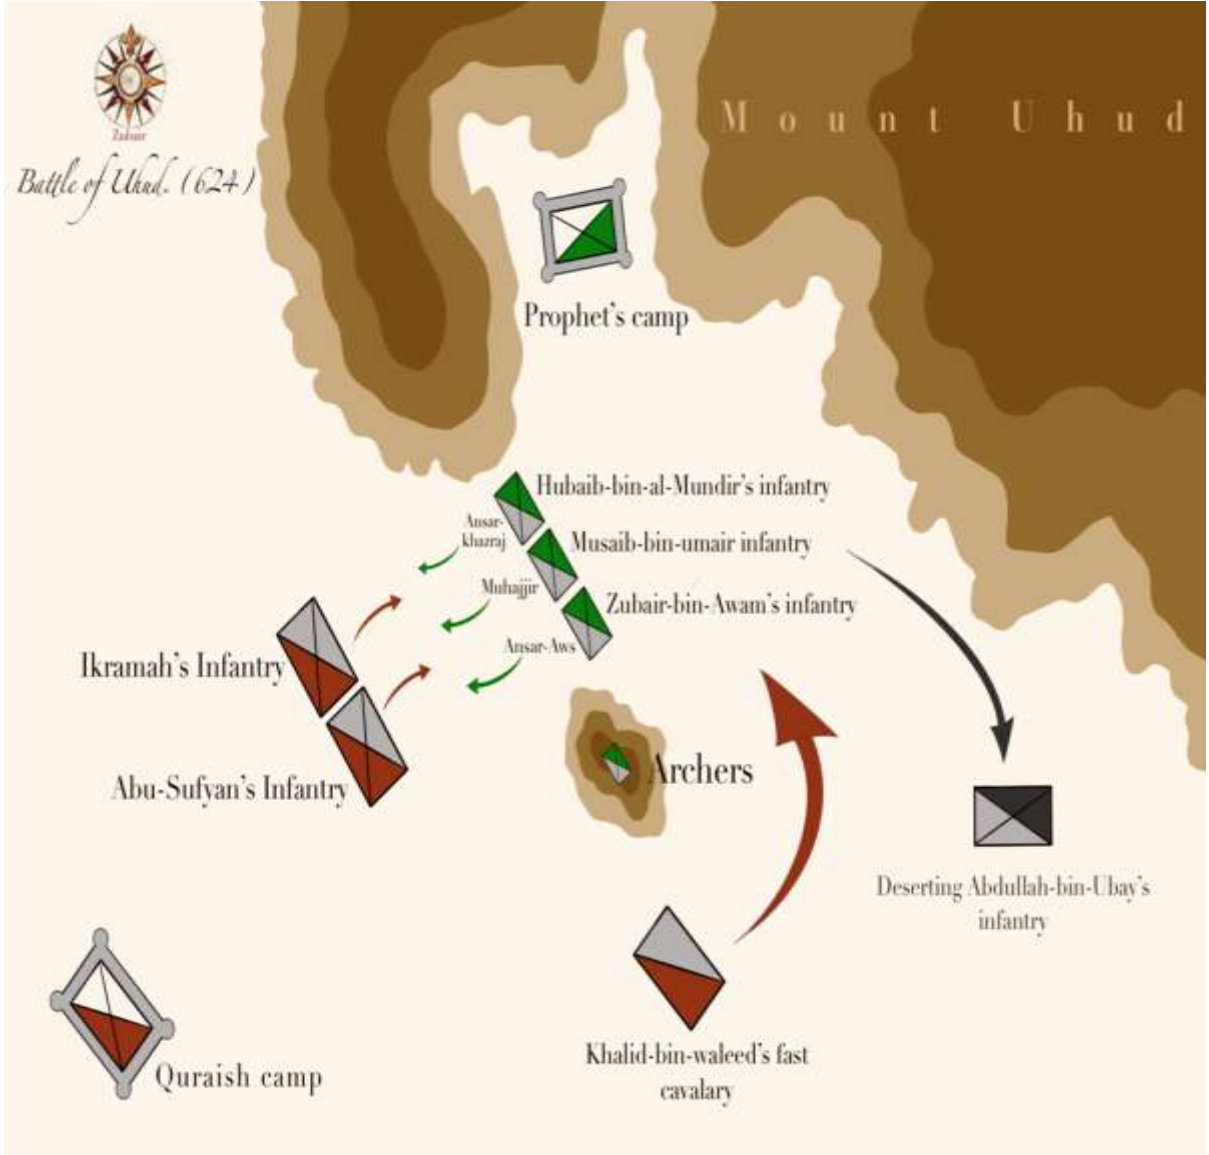 Zubair
Battle of Uhud. (624)
Mount Uhud
Prophet's camp
Hubaib-bin-al-Mundir's infantry
Ansar-
khazraj
Musaib-bin-umair infantry
Muhajjir
Zubair-bin-Awam's infantry
Ansar-Aws
Ikramah's Infantry
Abu-Sufyan's Infantry
Archers
Deserting Abdullah-bin-Ubay's
infantry
Quraish camp
Khalid-bin-waleed's fast
cavalary